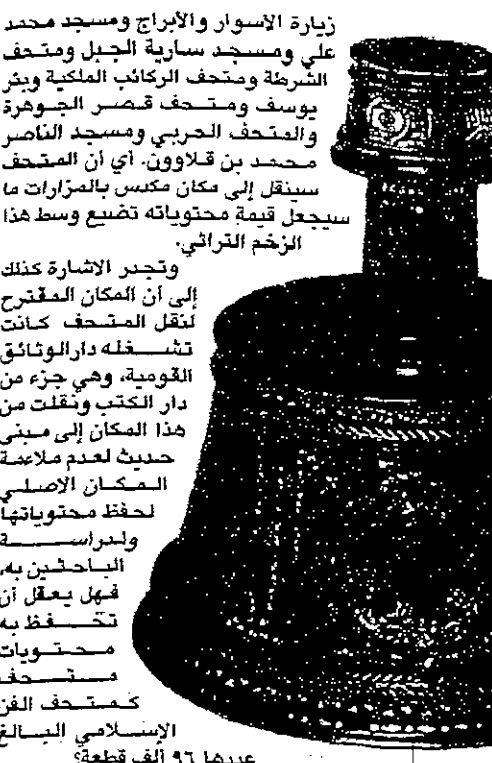 زيارة الاسوار والأبراج ومسجد محمد
علي ومسجد سارية الجبل ومتحف
الشرطة ومتحف الركائب الملكية وبئر
يوسف ومتحف قصر الجوهرة
والمتحف الحربي ومسجد الناصر
محمد بن قلاوون. أي أن المتحف
سينقل إلى مكان مكدس بالمزارات ما
سيجعل قيمة محتوياته تضيع وسط هذا
الزخم التراثي.
وتجدر الاشارة كذلك
إلى أن المكان المقترح
لنقل المتحف كانت
تشغله دار الوثائق
القومية، وهي جزء من
دار الكتب ونقلت من
هذا المكان إلى مبنى
حديث لعدم ملاءمة
المكان الاصلي
لحفظ محتوياتها
ولدراسة
الباحثين به،
فهل يعقل أن
تحفظ به
محتويات
متحف
كمتحف الفن
الإسلامي البالغ
عددها ٩٦ ألف قطعة؟